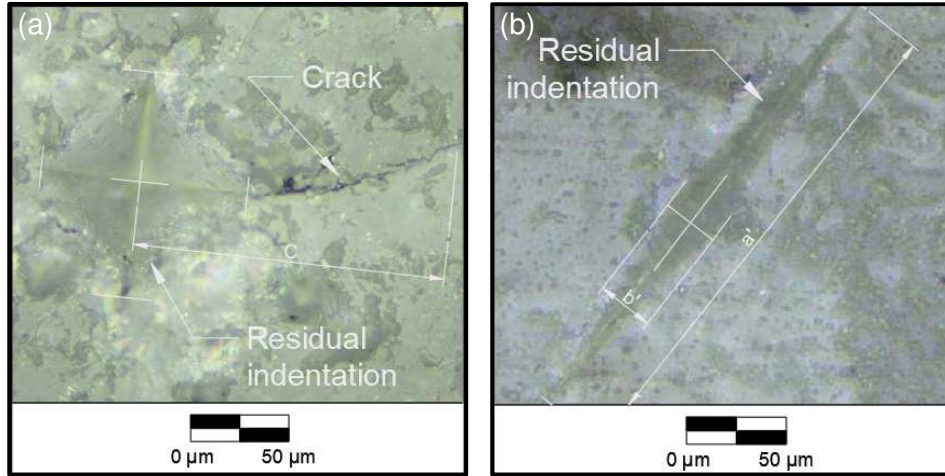 (a)
Crack
c
Residual
indentation
0 µm 50 µm
(b)
Residual
indentation
a'
b'
0 µm 50 µm